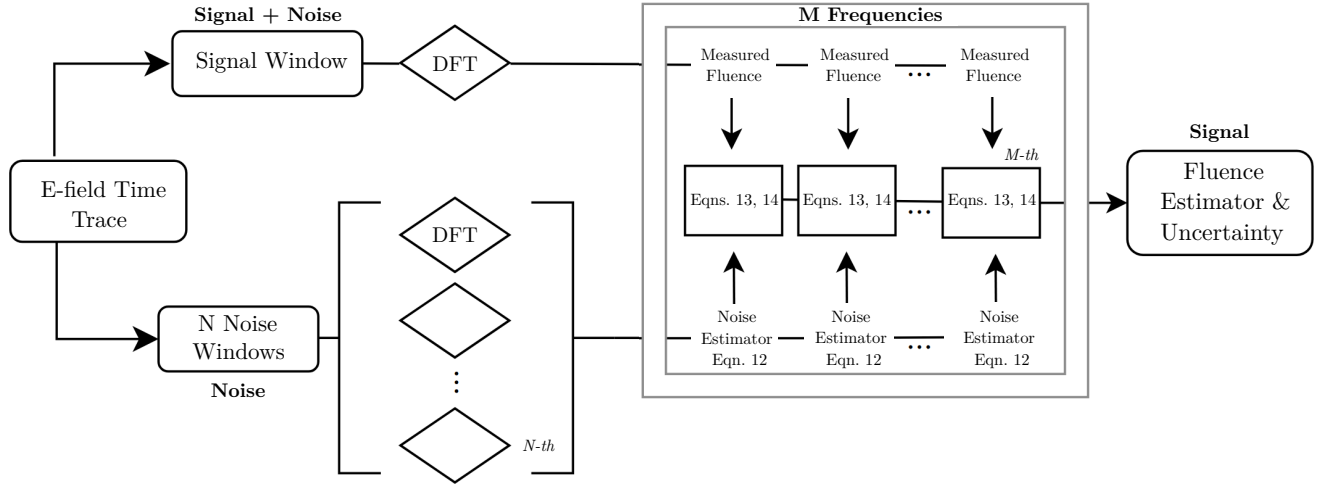 Signal + Noise
Signal Window
DFT
M Frequencies
Measured
Fluence
Measured
Fluence
...
Measured
Fluence
E-field Time
Trace
M-th
Eqns. 13, 14
Eqns. 13, 14
...
Eqns. 13, 14
Signal
Fluence
Estimator &
Uncertainty
N Noise
Windows
Noise
DFT
⋮
N-th
Noise
Estimator
Eqn. 12
Noise
Estimator
Eqn. 12
...
Noise
Estimator
Eqn. 12